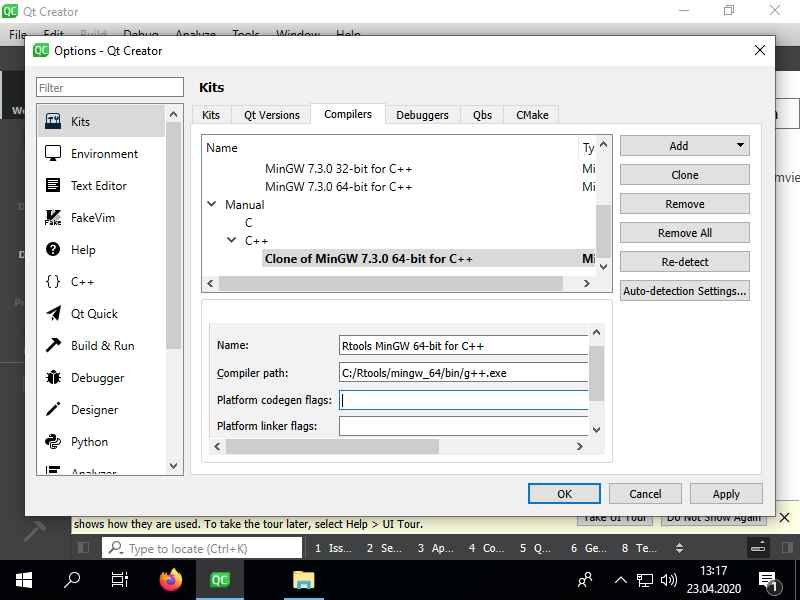 Qt Creator
File Edit Build Debug Analyze Tools Window Help
Options - Qt Creator
Filter
Kits
Environment
Text Editor
FakeVim
Help
C++
Qt Quick
Build & Run
Debugger
Designer
Python
Analyzer
Kits
Kits Qt Versions Compilers Debuggers Qbs CMake
Name Ty
MinGW 7.3.0 32-bit for C++ Mi
MinGW 7.3.0 64-bit for C++ Mi
Manual
C
C++
Clone of MinGW 7.3.0 64-bit for C++ Mi
Add
Clone
Remove
Remove All
Re-detect
Auto-detection Settings...
Name: Rtools MinGW 64-bit for C++
Compiler path: C:/Rtools/mingw_64/bin/g++.exe
Platform codegen flags:
Platform linker flags:
OK Cancel Apply
shows how they are used. To take the tour later, select Help > UI Tour. Take UI Tour Do Not Show Again
Type to locate (Ctrl+K) 1 Iss... 2 Se... 3 Ap... 4 Co... 5 Q... 6 Ge... 8 Te...
QC 13:17
23.04.2020 1